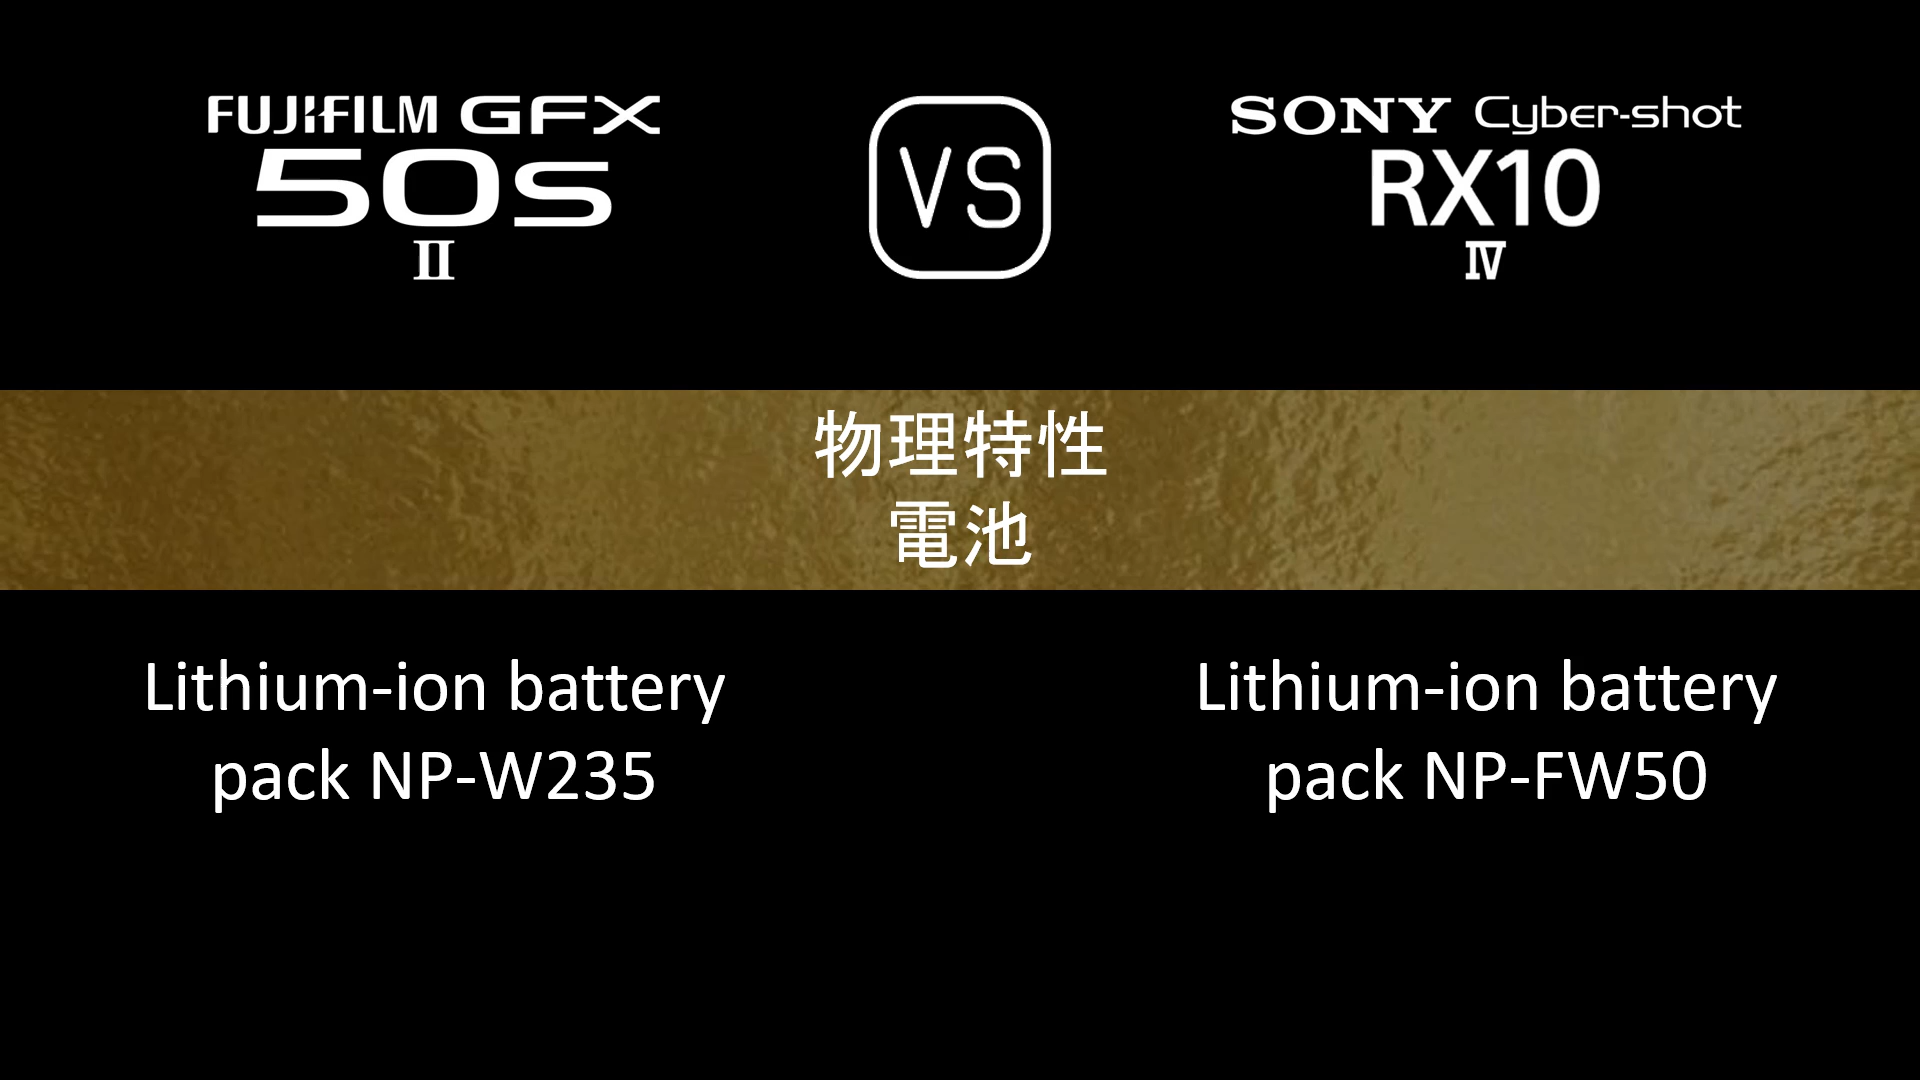 FUJIFILM GFX
50S
II
VS
SONY Cyber-shot
RX10
IV
物理特性
電池
Lithium-ion battery
pack NP-W235
Lithium-ion battery
pack NP-FW50